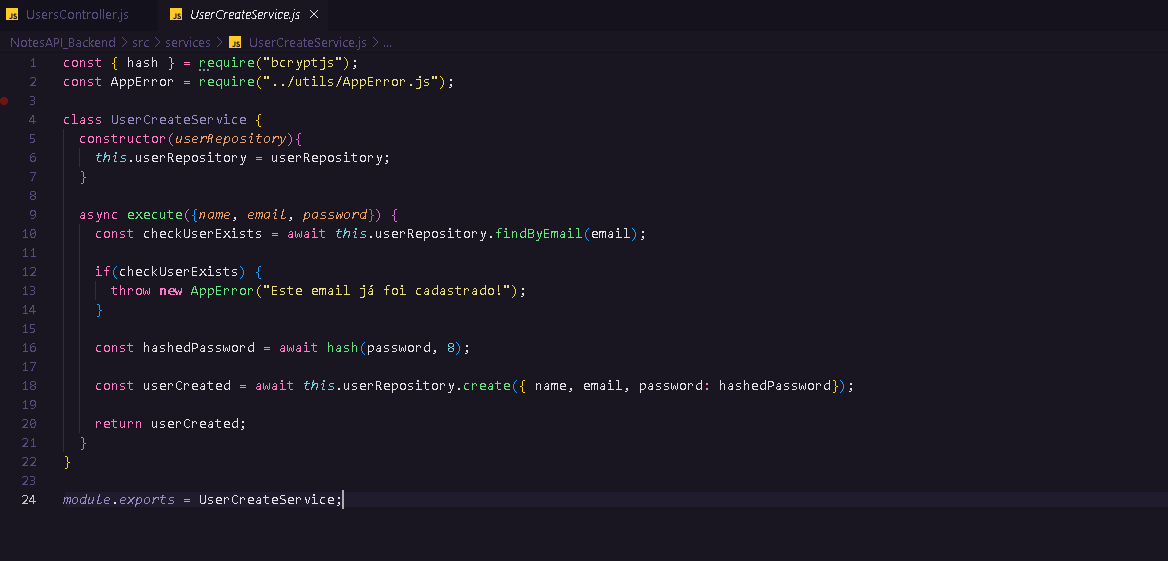 JS UsersController.js JS UserCreateService.js ×
NotesAPI_Backend > src > services > JS UserCreateService.js > ...
1 const { hash } = require("bcryptjs");
2 const AppError = require("../utils/AppError.js");
3
4 class UserCreateService {
5 constructor(userRepository){
6 this.userRepository = userRepository;
7 }
8
9 async execute({name, email, password}) {
10 const checkUserExists = await this.userRepository.findByEmail(email);
11
12 if(checkUserExists) {
13 throw new AppError("Este email já foi cadastrado!");
14 }
15
16 const hashedPassword = await hash(password, 8);
17
18 const userCreated = await this.userRepository.create({ name, email, password: hashedPassword});
19
20 return userCreated;
21 }
22 }
23
24 module.exports = UserCreateService;